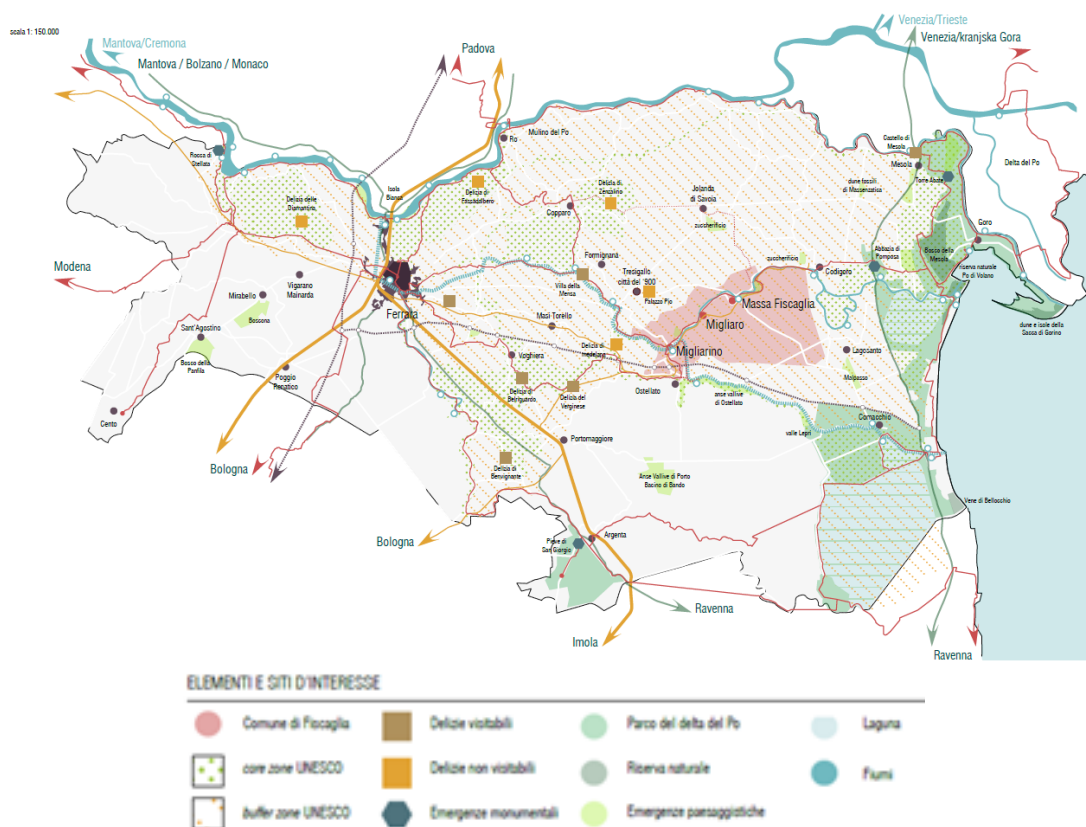 scala 1: 150.000
Mantova/Cremona
Mantova / Bolzano / Monaco
Padova
Venezia/Trieste
Venezia/kranjska Gora
Rocca di
Stellata
Ro
Mulino del Po
Castello di
Mesola
Mesola
Torre Abate
Delta del Po
Isola
Bianca
Delizia delle
Diamantina
Delizia di
Fossadalbero
Delizia di
Zenzalino
Copparo
Jolanda
di Savoia
zuccherificio
dune fossili
di Massenzatica
Goro
Bosco della
Mesola
riserva naturale
Po di Volano
dune e isole della
Sacca di Gorino
Abbazia di
Pomposa
Codigoro
zuccherificio
Formignana
Tresigallo
città del '900
Palazzo Pio
Villa della
Mensa
Modena
Vigarano
Mainarda
Mirabello
Bossona
Ferrara
Masi Torello
Massa Fiscaglia
Migliaro
Migliarino
Sant'Agostino
Bosco della
Panfila
Poggio
Renatico
Cento
Voghiera
Delizia di
Belriguardo
Delizia di
medelana
Delizia del
Verginese
Ostellato
anse vallive
di Ostellato
Lagosanto
Malpasso
Comacchio
valle Lepri
Portomaggiore
Delizia di
Benvignante
Anse Vallive di Porto
Bacino di Bando
Vene di Bellocchio
Bologna
Bologna
Pieve di
San Giorgio
Argenta
Ravenna
Imola
Ravenna
ELEMENTI E SITI D'INTERESSE
Comune di Fiscaglia
Delizie visitabili
Parco del delta del Po
Laguna
core zone UNESCO
Delizie non visitabili
Riserva naturale
Fiumi
buffer zone UNESCO
Emergenze monumentali
Emergenze paesaggistiche